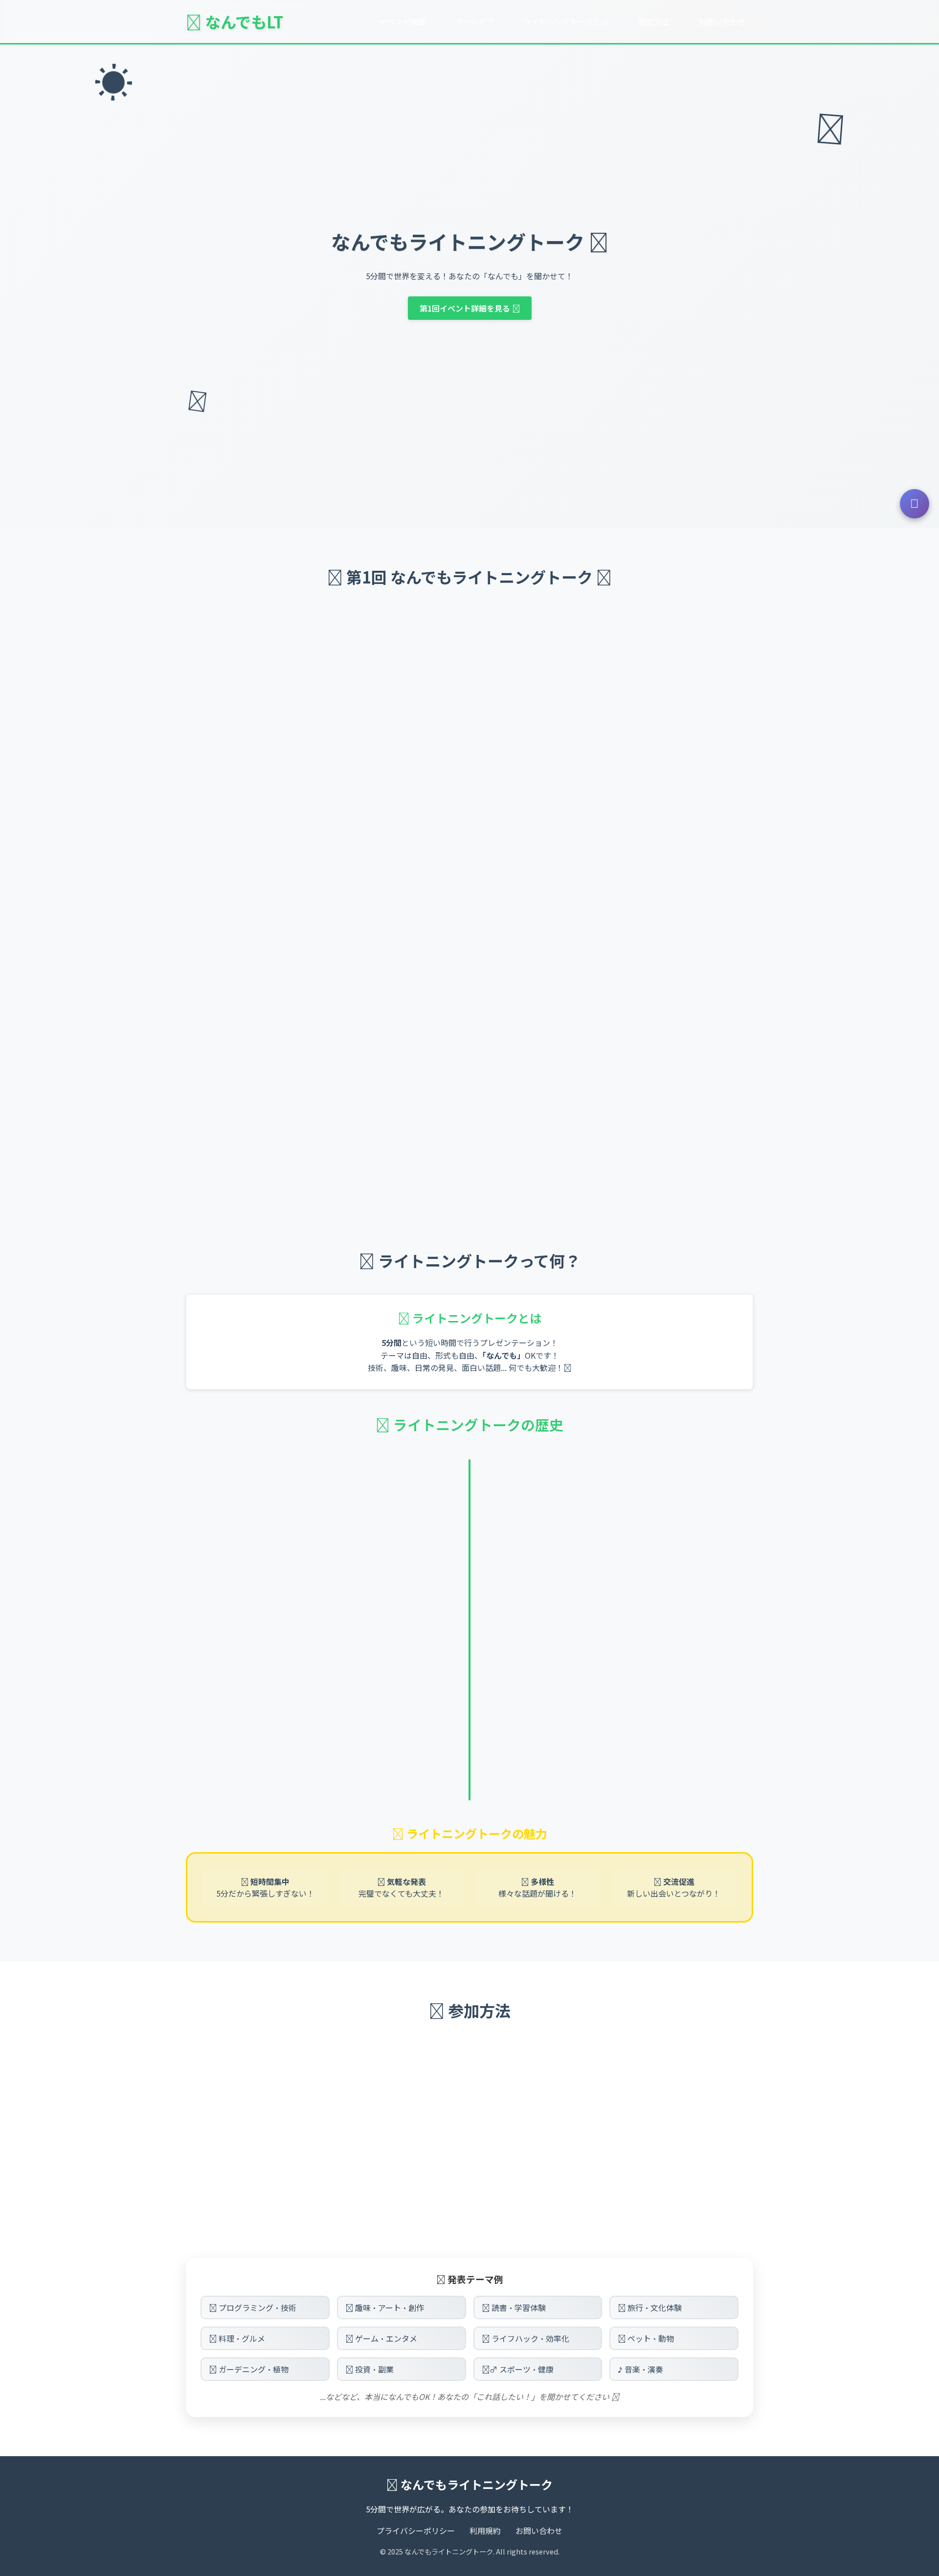 なんでもLT
なんでもライトニングトーク
5分間で世界を変える！あなたの「なんでも」を聞かせて！
第1回イベント詳細を見る
第1回 なんでもライトニングトーク
ライトニングトークって何？
ライトニングトークとは
5分間という短い時間で行うプレゼンテーション！
テーマは自由、形式も自由、「なんでも」OKです！
技術、趣味、日常の発見、面白い話題... 何でも大歓迎！
ライトニングトークの歴史
ライトニングトークの魅力
短時間集中
5分だから緊張しすぎない！
気軽な発表
完璧でなくても大丈夫！
多様性
様々な話題が聞ける！
交流促進
新しい出会いとつながり！
参加方法
発表テーマ例
プログラミング・技術
趣味・アート・創作
読書・学習体験
旅行・文化体験
料理・グルメ
ゲーム・エンタメ
ライフハック・効率化
ペット・動物
ガーデニング・植物
投資・副業
♂ スポーツ・健康
♪ 音楽・演奏
...などなど、本当になんでもOK！あなたの「これ話したい！」を聞かせてください
なんでもライトニングトーク
5分間で世界が広がる。あなたの参加をお待ちしています！
プライバシーポリシー 利用規約 お問い合わせ
© 2025 なんでもライトニングトーク. All rights reserved.